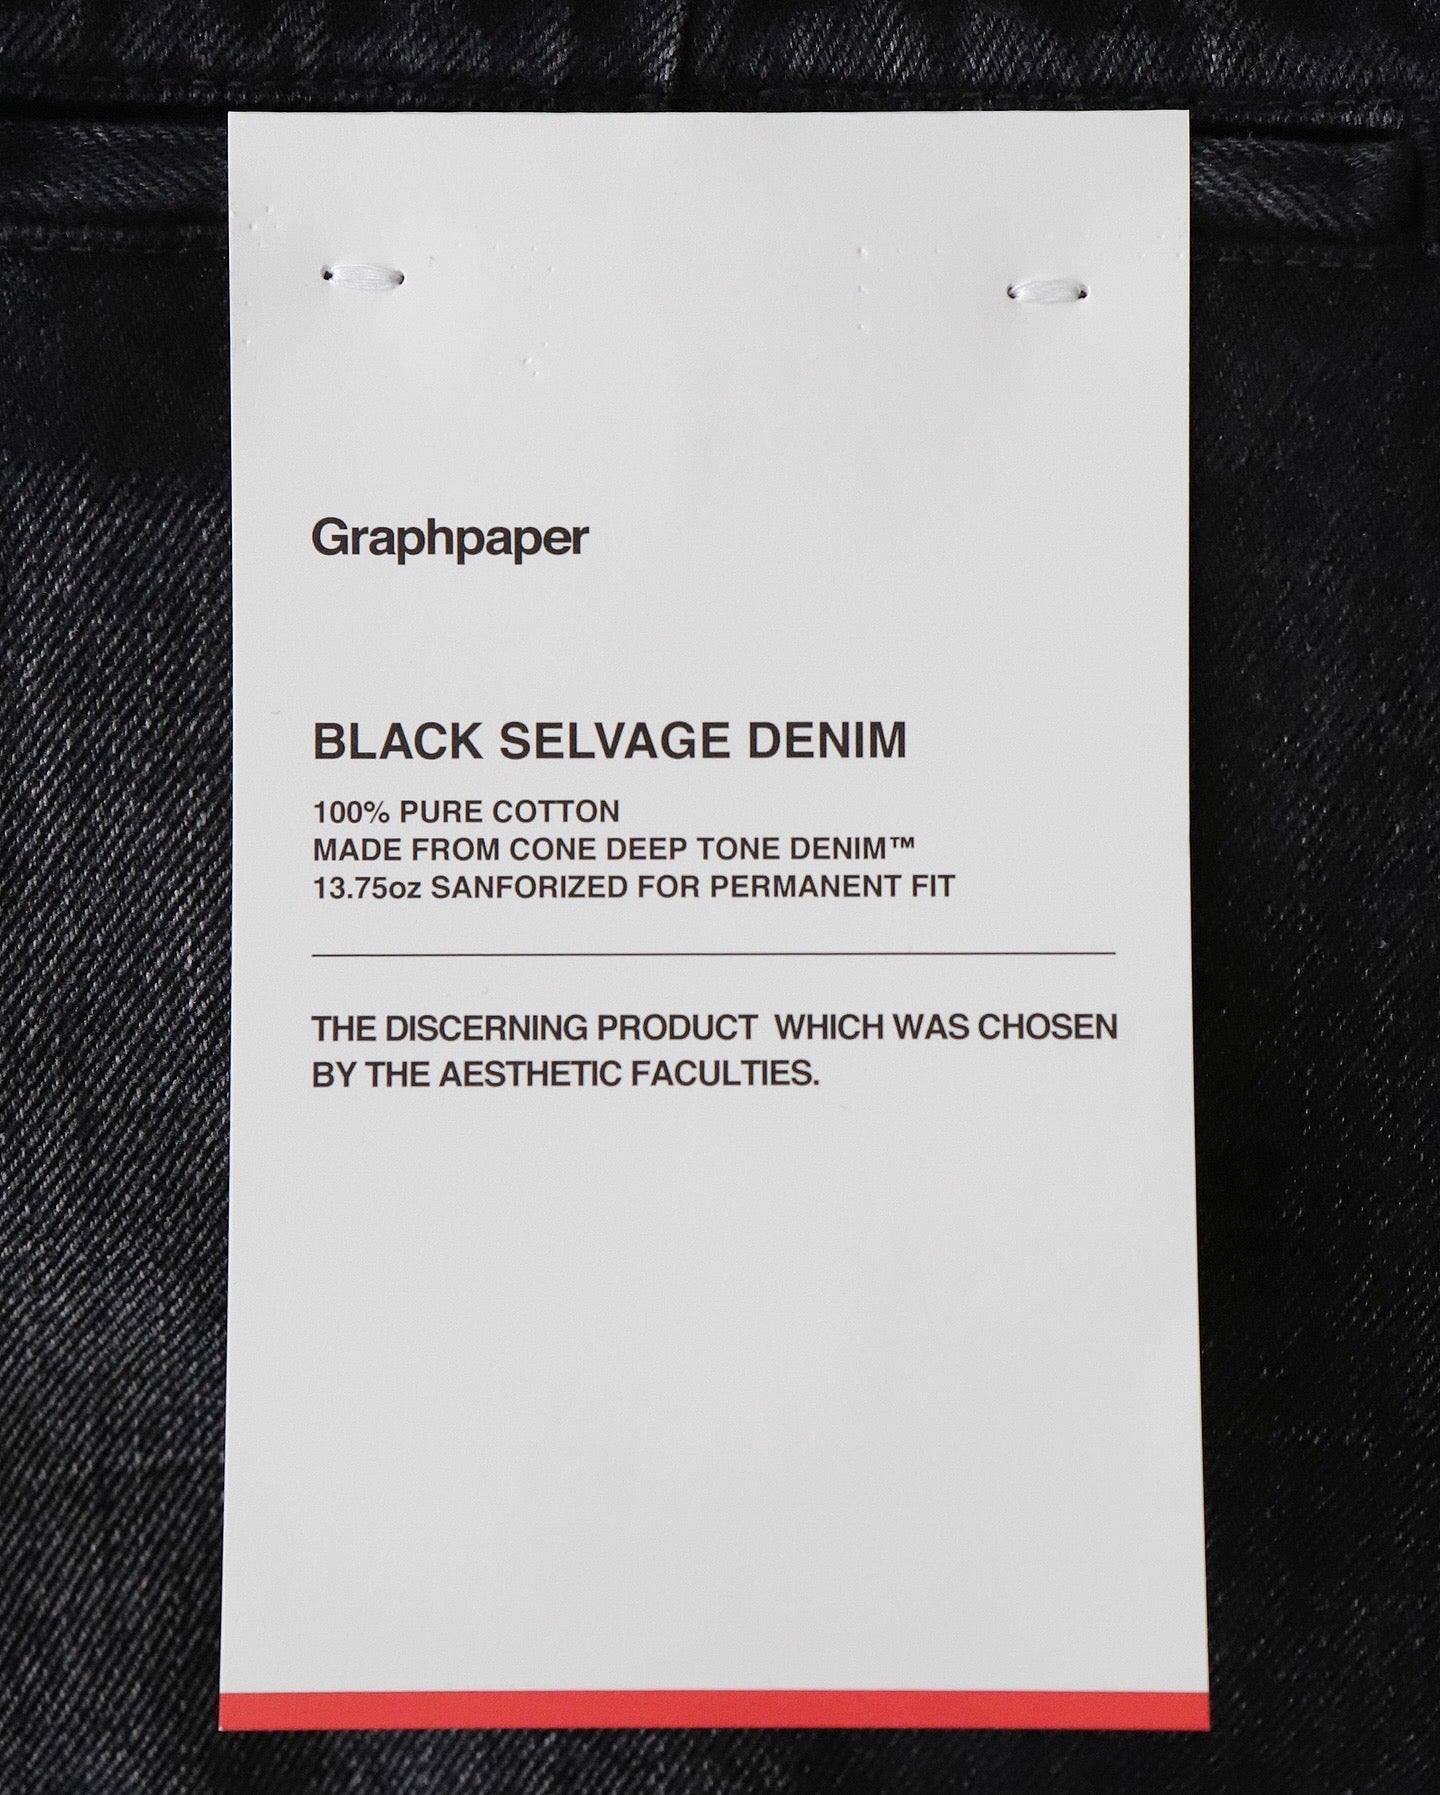 Graphpaper
BLACK SELVAGE DENIM
100% PURE COTTON
MADE FROM CONE DEEP TONE DENIM™
13.75oz SANFORIZED FOR PERMANENT FIT
THE DISCERNING PRODUCT  WHICH WAS CHOSEN
BY THE AESTHETIC FACULTIES.